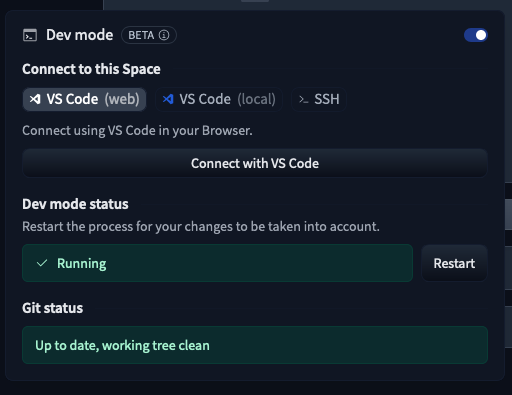 Dev mode BETA
Connect to this Space
VS Code (web) VS Code (local) SSH
Connect using VS Code in your Browser.
Connect with VS Code
Dev mode status
Restart the process for your changes to be taken into account.
Running Restart
Git status
Up to date, working tree clean